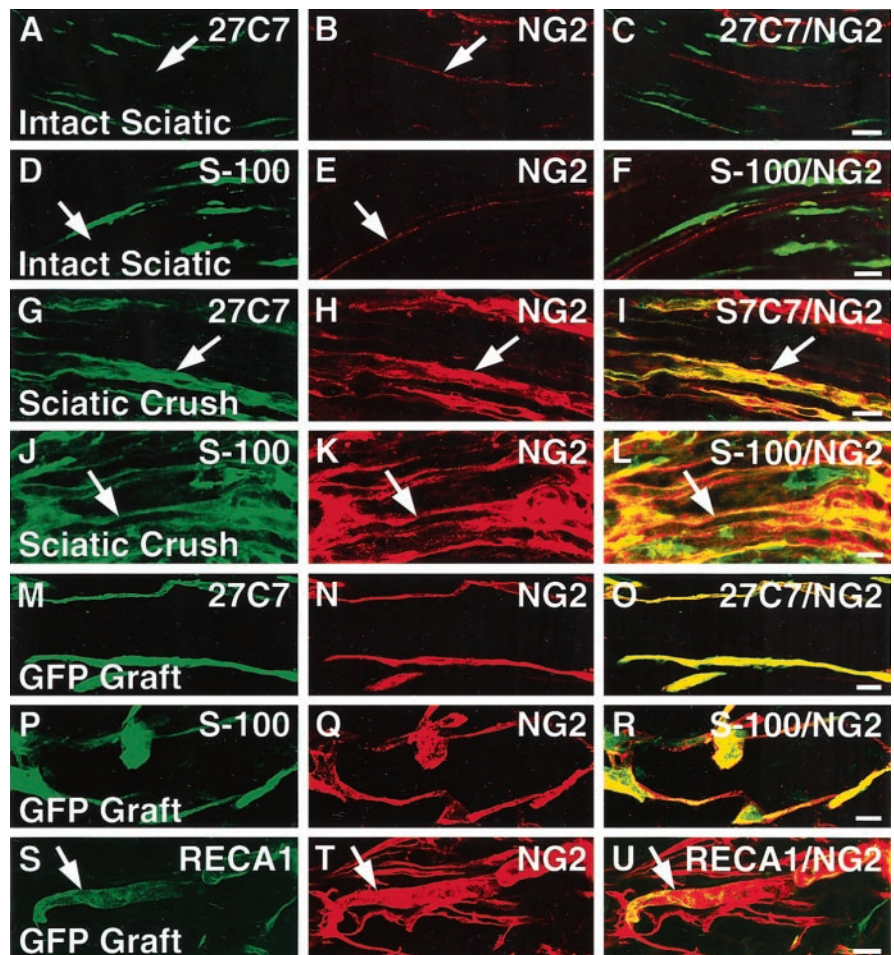 A 27C7
Intact Sciatic
B NG2
C 27C7/NG2
D S-100
Intact Sciatic
E NG2
F S-100/NG2
G 27C7
Sciatic Crush
H NG2
I S7C7/NG2
J S-100
Sciatic Crush
K NG2
L S-100/NG2
M 27C7
GFP Graft
N NG2
O 27C7/NG2
P S-100
GFP Graft
Q NG2
R S-100/NG2
S RECA1
GFP Graft
T NG2
U RECA1/NG2